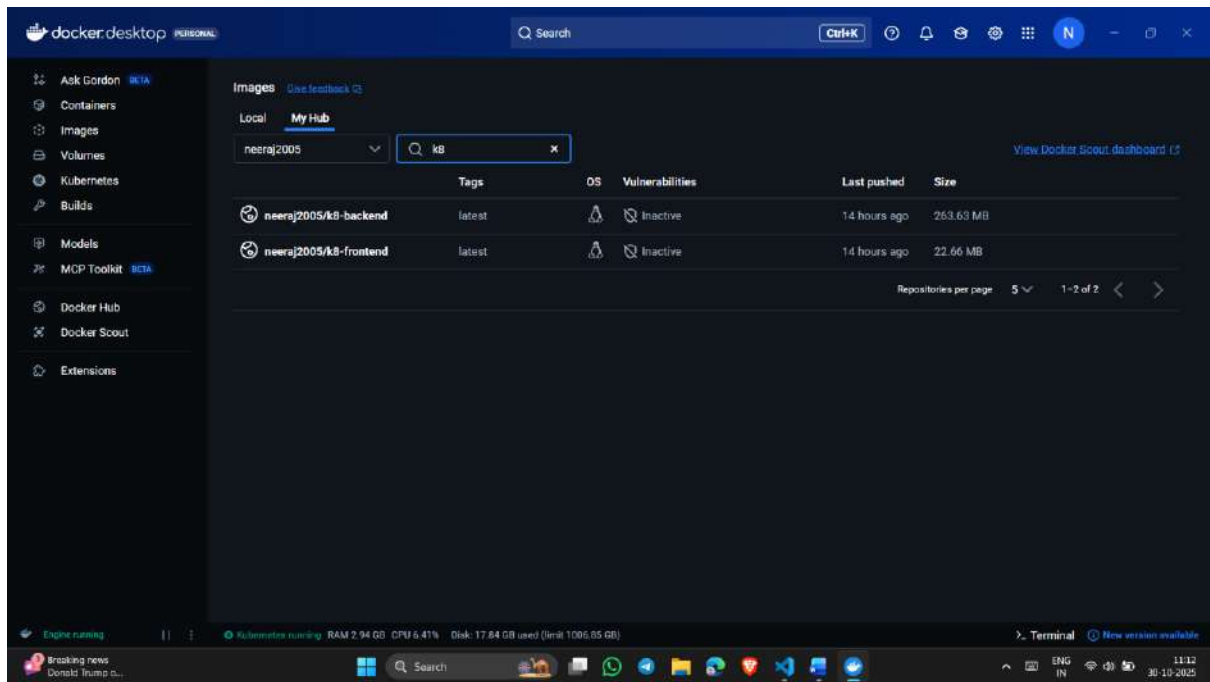 docker.desktop PERSONAL
Search
Ctrl+K
N
Ask Gordon BETA
Containers
Images
Volumes
Kubernetes
Builds
Models
MCP Toolkit BETA
Docker Hub
Docker Scout
Extensions
Images Give feedback
Local My Hub
neeraj2005
k8
View Docker Scout dashboard
Tags OS Vulnerabilities Last pushed Size
neeraj2005/k8-backend latest Inactive 14 hours ago 263.63 MB
neeraj2005/k8-frontend latest Inactive 14 hours ago 22.66 MB
Repositories per page 5 1–2 of 2
Engine running
Kubernetes running RAM 2.94 GB CPU 6.41% Disk: 17.84 GB used (limit 1006.85 GB)
Terminal
New version available
Breaking news
Donald Trump
Search
ENG
IN
11:12
30-10-2025